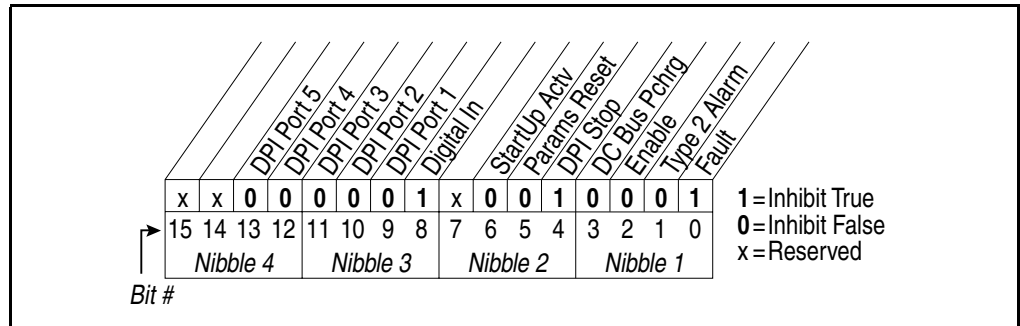 DPI Port 5
DPI Port 4
DPI Port 3
DPI Port 2
DPI Port 1
Digital In
StartUp Actv
Params Reset
DPI Stop
DC Bus Pchrg
Enable
Type 2 Alarm
Fault
x x 0 0 0 0 0 1 x 0 0 1 0 0 0 1
15 14 13 12 11 10 9 8 7 6 5 4 3 2 1 0
Nibble 4 Nibble 3 Nibble 2 Nibble 1
Bit #
1=Inhibit True
0=Inhibit False
x=Reserved